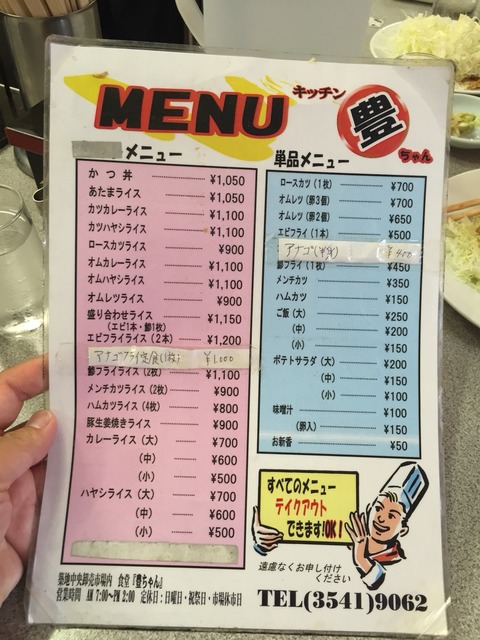 MENU
キッチン
豊
ちゃん
メニュー
かつ丼 ¥1,050
あたまライス ¥1,050
カツカレーライス ¥1,100
カツハヤシライス ¥1,100
ロースカツライス ¥900
オムカレーライス ¥1,100
オムハヤシライス ¥1,100
オムレツライス ¥900
盛り合わせライス ¥1,150
(エビ1本・鯵1枚)
エビフライライス (2本) ¥1,200
アナゴフライ定食(1枚) ¥1,000
鯵フライライス (2枚) ¥1,100
メンチカツライス (2枚) ¥900
ハムカツライス (4枚) ¥800
豚生姜焼きライス ¥900
カレーライス (大) ¥700
(中) ¥600
(小) ¥500
ハヤシライス (大) ¥700
(中) ¥600
(小) ¥500
単品メニュー
ロースカツ (1枚) ¥700
オムレツ (卵3個) ¥700
オムレツ (卵2個) ¥650
エビフライ (1本) ¥500
アナゴ(半身) ¥400
鯵フライ (1枚) ¥450
メンチカツ ¥350
ハムカツ ¥150
ご飯 (大) ¥250
(中) ¥200
(小) ¥150
ポテトサラダ (大) ¥200
(中) ¥150
(小) ¥100
味噌汁 ¥100
(卵入) ¥150
お新香 ¥50
すべてのメニュー
テイクアウト
できます!OK!
遠慮なくお申し付け
ください
築地中央卸売市場内 食堂『豊ちゃん』
営業時間 AM 7:00〜PM 2:00 定休日:日曜日・祝祭日・市場休市日
TEL(3541)9062